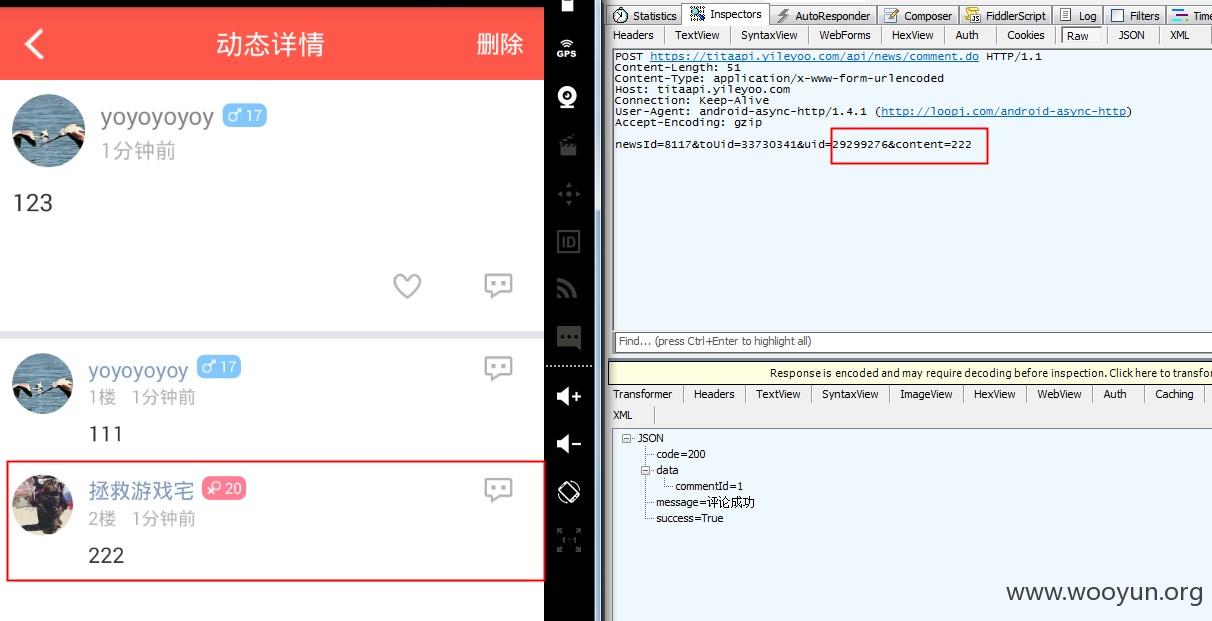 动态详情
删除
yoyoyoyoy
♂ 17
1分钟前
123
yoyoyoyoy
♂ 17
1楼 1分钟前
111
拯救游戏宅
♀ 20
2楼 1分钟前
222
GPS
ID
1:1
Statistics Inspectors AutoResponder Composer FiddlerScript Log Filters Time
Headers TextView SyntaxView WebForms HexView Auth Cookies Raw JSON XML
POST https://titaapi.yileyoo.com/api/news/comment.do HTTP/1.1
Content-Length: 51
Content-Type: application/x-www-form-urlencoded
Host: titaapi.yileyoo.com
Connection: Keep-Alive
User-Agent: android-async-http/1.4.1 (http://loopj.com/android-async-http)
Accept-Encoding: gzip
newsId=8117&toUid=33730341&uid=29299276&content=222
Find... (press Ctrl+Enter to highlight all)
Response is encoded and may require decoding before inspection. Click here to transfor
Transformer Headers TextView SyntaxView ImageView HexView WebView Auth Caching
XML
JSON
code=200
data
commentId=1
message=评论成功
success=True
www.wooyun.org